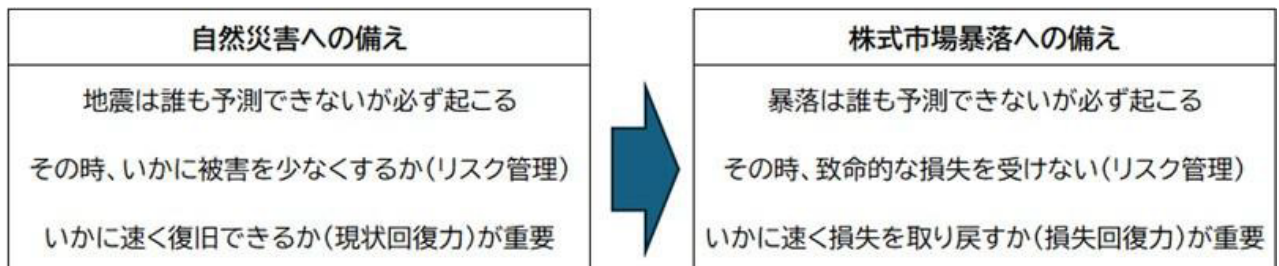 自然災害への備え
地震は誰も予測できないが必ず起こる
その時、いかに被害を少なくするか(リスク管理)
いかに速く復旧できるか(現状回復力)が重要
株式市場暴落への備え
暴落は誰も予測できないが必ず起こる
その時、致命的な損失を受けない(リスク管理)
いかに速く損失を取り戻すか(損失回復力)が重要